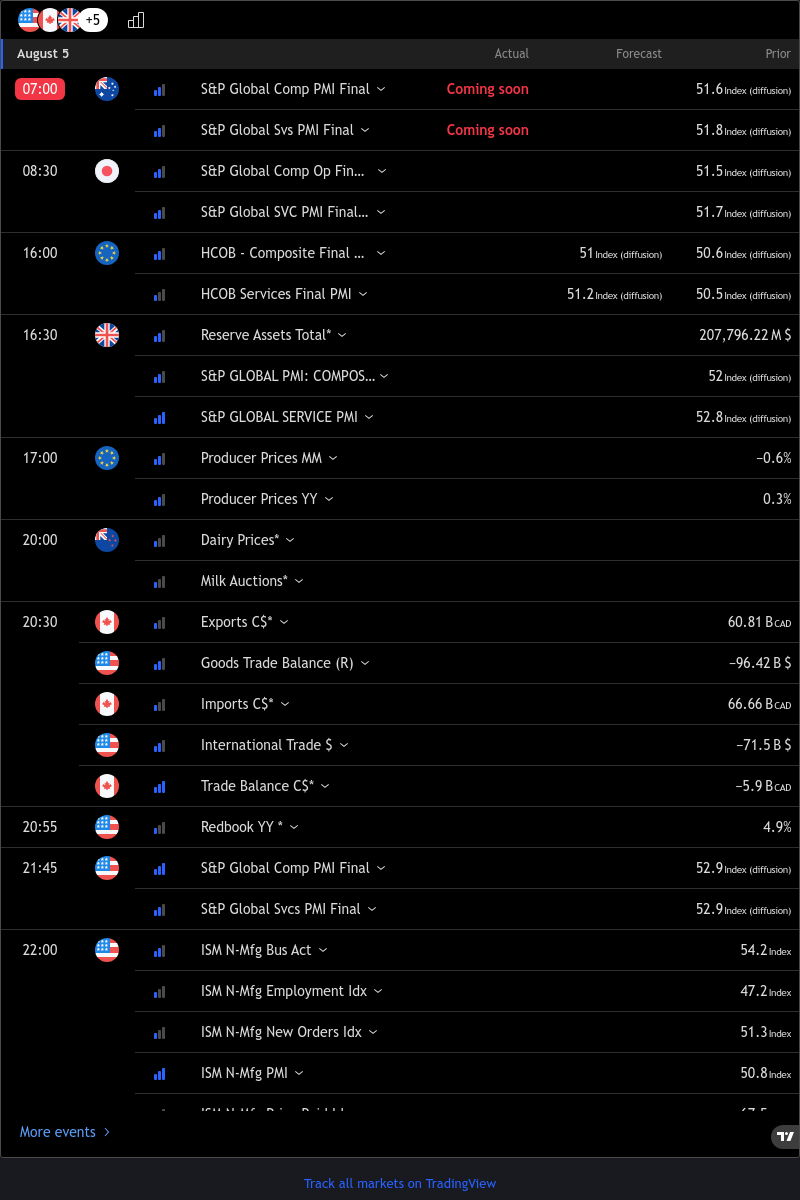 +5
August 5 Actual Forecast Prior
07:00 S&P Global Comp PMI Final Coming soon 51.6 Index (diffusion)
S&P Global Svs PMI Final Coming soon 51.8 Index (diffusion)
08:30 S&P Global Comp Op Fin... 51.5 Index (diffusion)
S&P Global SVC PMI Final... 51.7 Index (diffusion)
16:00 HCOB - Composite Final ... 51 Index (diffusion) 50.6 Index (diffusion)
HCOB Services Final PMI 51.2 Index (diffusion) 50.5 Index (diffusion)
16:30 Reserve Assets Total* 207,796.22 M $
S&P GLOBAL PMI: COMPOS... 52 Index (diffusion)
S&P GLOBAL SERVICE PMI 52.8 Index (diffusion)
17:00 Producer Prices MM −0.6%
Producer Prices YY 0.3%
20:00 Dairy Prices*
Milk Auctions*
20:30 Exports C$* 60.81 B CAD
Goods Trade Balance (R) −96.42 B $
Imports C$* 66.66 B CAD
International Trade $ −71.5 B $
Trade Balance C$* −5.9 B CAD
20:55 Redbook YY * 4.9%
21:45 S&P Global Comp PMI Final 52.9 Index (diffusion)
S&P Global Svcs PMI Final 52.9 Index (diffusion)
22:00 ISM N-Mfg Bus Act 54.2 Index
ISM N-Mfg Employment Idx 47.2 Index
ISM N-Mfg New Orders Idx 51.3 Index
ISM N-Mfg PMI 50.8 Index
More events
Track all markets on TradingView